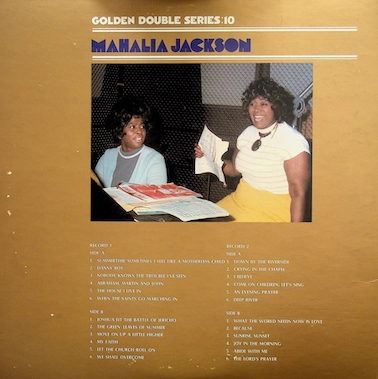 GOLDEN DOUBLE SERIES:10
MAHALIA JACKSON
RECORD 1
SIDE A
1. SUMMERTIME/SOMETIMES I FEEL LIKE A MOTHERLESS CHILD
2. DANNY BOY
3. NOBODY KNOWS THE TROUBLE I'VE SEEN
4. ABRAHAM, MARTIN AND JOHN
5. THE HOUSE I LIVE IN
6. WHEN THE SAINTS GO MARCHING IN
SIDE B
1. JOSHUA FIT THE BATTLE OF JERICHO
2. THE GREEN LEAVES OF SUMMER
3. MOVE ON UP A LITTLE HIGHER
4. MY FAITH
5. LET THE CHURCH ROLL ON
6. WE SHALL OVERCOME
RECORD 2
SIDE A
1. DOWN BY THE RIVERSIDE
2. CRYING IN THE CHAPEL
3. I BELIEVE
4. COME ON CHILDREN, LET'S SING
5. AN EVENING PRAYER
6. DEEP RIVER
SIDE B
1. WHAT THE WORLD NEEDS NOW IS LOVE
2. BECAUSE
3. SUNRISE SUNSET
4. JOY IN THE MORNING
5. ABIDE WITH ME
6. THE LORD'S PRAYER